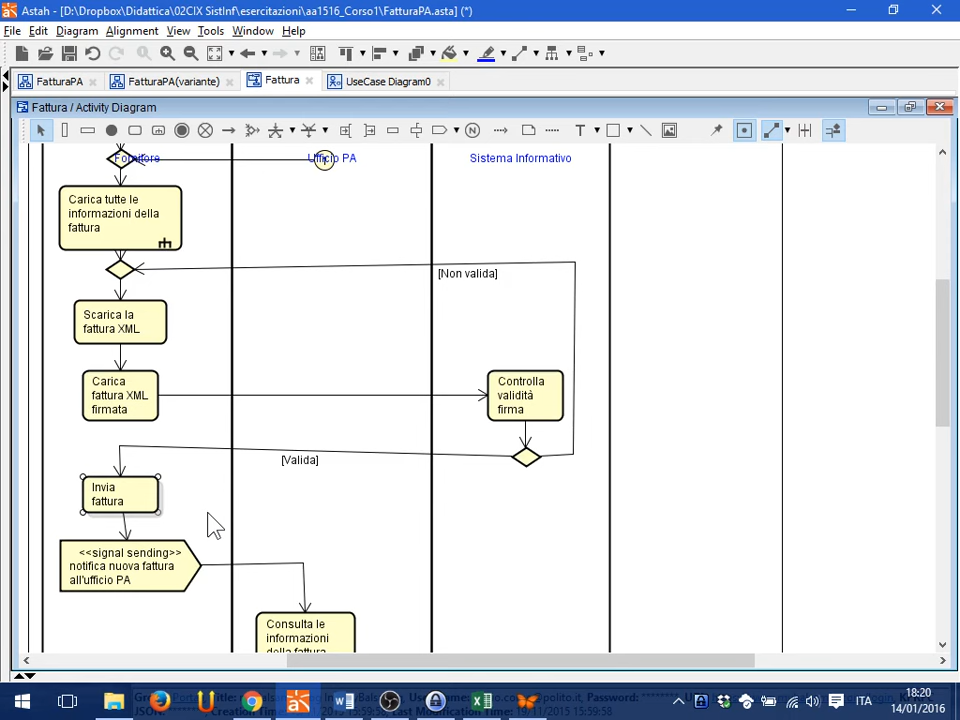 Astah - [D:\Dropbox\Didattica\02CIX SistInf\esercitazioni\aa1516_Corso1\FatturaPA.asta] (*)
File Edit Diagram Alignment View Tools Window Help
FatturaPA FatturaPA(variante) Fattura UseCase Diagram0
Fattura / Activity Diagram
Fornitore Ufficio PA Sistema Informativo
Carica tutte le
informazioni della
fattura
[Non valida]
Scarica la
fattura XML
Carica
fattura XML
firmata
Controlla
validità
firma
[Valida]
Invia
fattura
<<signal sending>>
notifica nuova fattura
all'ufficio PA
Consulta le
informazioni
della fattura
ITA
18:20
14/01/2016